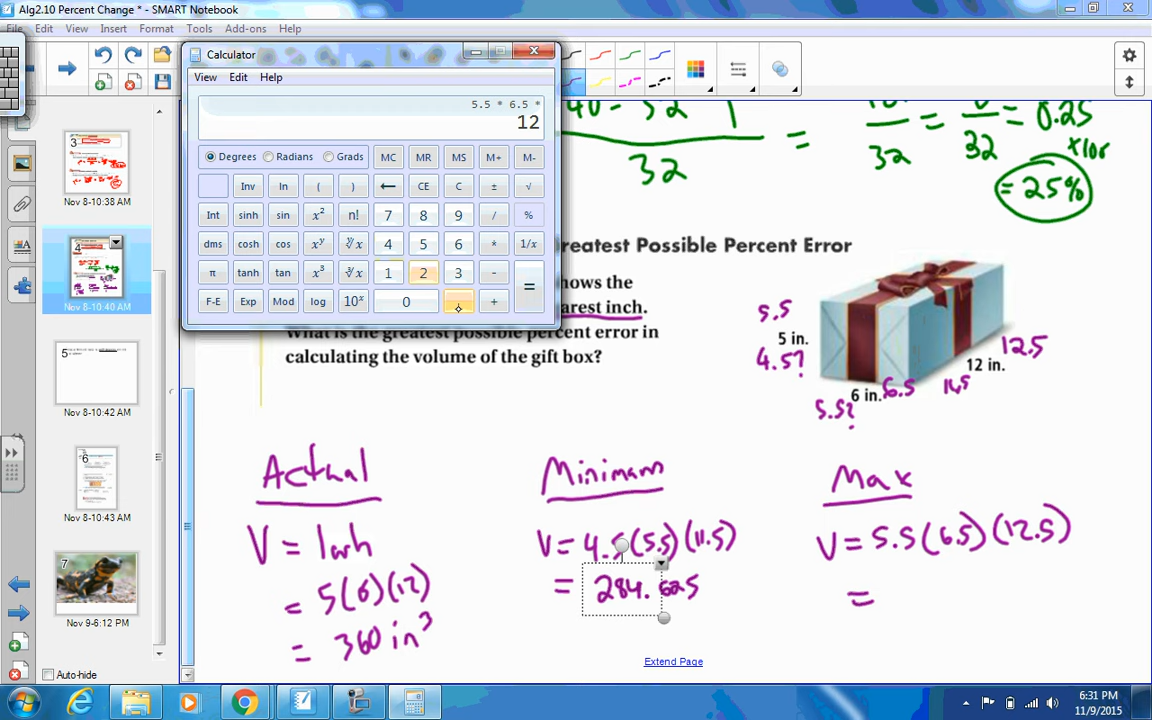 Alg2.10 Percent Change * - SMART Notebook
File Edit View Insert Format Tools Add-ons Help
Calculator
View Edit Help
5.5 * 6.5 *
12
Degrees Radians Grads MC MR MS M+ M-
Inv ln ( ) ← CE C ± √
Int sinh sin x² n! 7 8 9 / %
dms cosh cos xʸ ʸ√x 4 5 6 * 1/x
π tanh tan x³ ³√x 1 2 3 - =
F-E Exp Mod log 10ˣ 0 . +
32
= 32 = 32 = 0.25
x100
= 25%
3
Nov 8-10:38 AM
4
Nov 8-10:40 AM
5
Nov 8-10:42 AM
6
Nov 8-10:43 AM
7
Nov 9-6:12 PM
Auto-hide
reatest Possible Percent Error
hows the
arest inch.
What is the greatest possible percent error in
calculating the volume of the gift box?
5.5
5 in.
4.5?
6 in.
6.5
5.5?
12 in.
12.5
Actual
V = lwh
= 5(6)(12)
= 360 in³
Minimum
V = 4.5(5.5)(11.5)
= 284.625
Max
V = 5.5(6.5)(12.5)
=
Extend Page
6:31 PM
11/9/2015